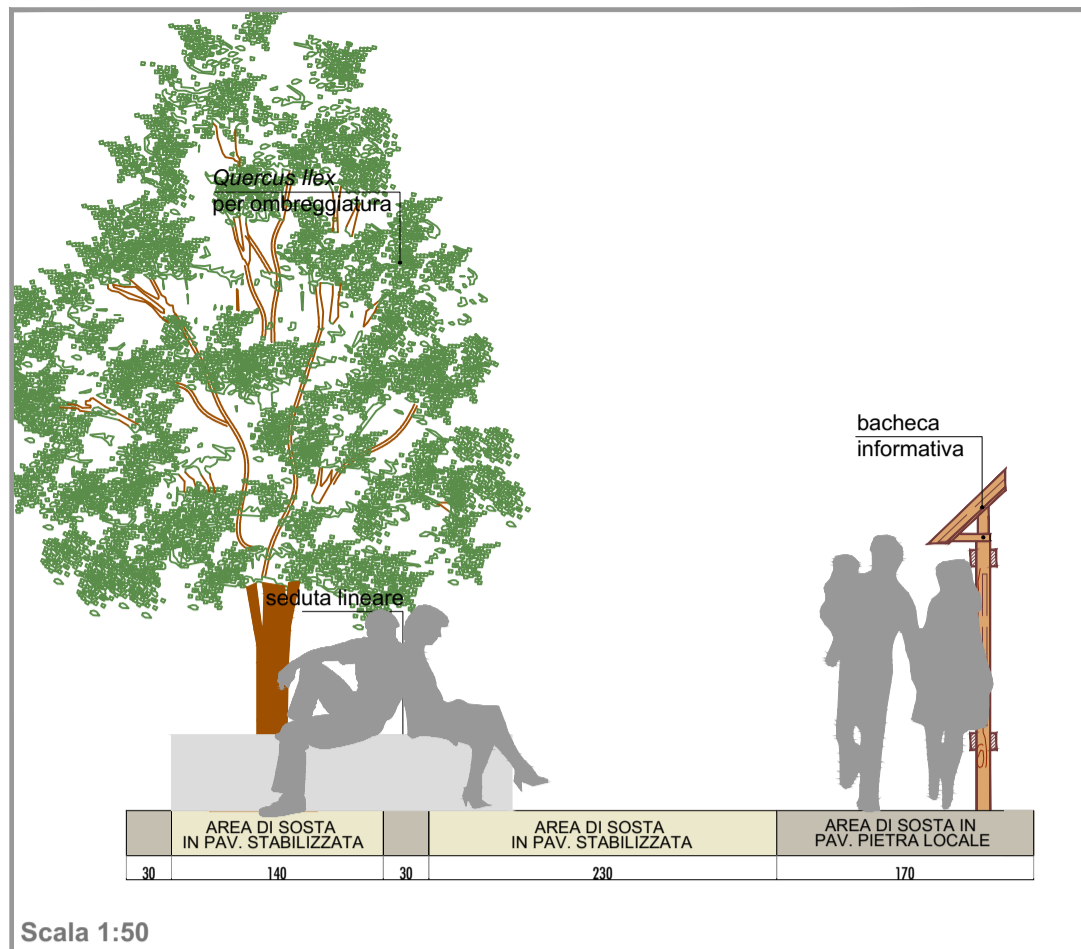 Quercus Ilex
per ombreggiatura
bacheca
informativa
seduta lineare
AREA DI SOSTA
IN PAV. STABILIZZATA
AREA DI SOSTA
IN PAV. STABILIZZATA
AREA DI SOSTA IN
PAV. PIETRA LOCALE
30 140 30 230 170
Scala 1:50